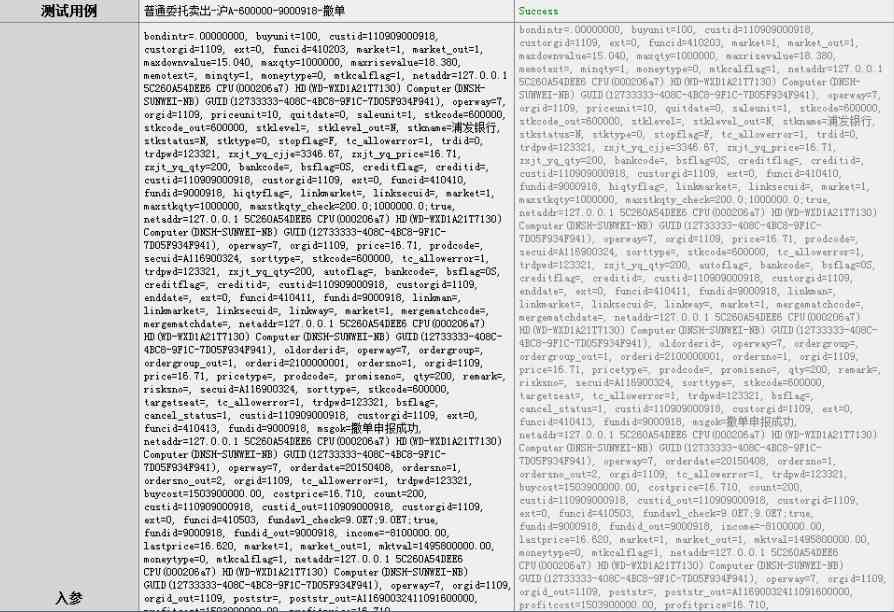 测试用例
普通委托卖出-沪A-600000-9000918-撤单
Success
入参
bondintr=.00000000, buyunit=100, custid=110909000918,
custorgid=1109, ext=0, funcid=410203, market=1, market_out=1,
maxdownvalue=15.040, maxqty=1000000, maxrisevalue=18.380,
memotext=, minqty=1, moneytype=0, mtkcalflag=1, netaddr=127.0.0.1
5C260A54DEE6 CPU(000206a7) HD(WD-WXD1A21T7130) Computer(DNSH-
SUNWEI-NB) GUID(12733333-408C-4BC8-9F1C-7D05F934F941), operway=7,
orgid=1109, priceunit=10, quitdate=0, saleunit=1, stkcode=600000,
stkcode_out=600000, stklevel=, stklevel_out=N, stkname=浦发银行,
stkstatus=N, stktype=0, stopflag=F, tc_allowerror=1, trdid=0,
trdpwd=123321, zxjt_yq_cjje=3346.67, zxjt_yq_price=16.71,
zxjt_yq_qty=200, bankcode=, bsflag=0S, creditflag=, creditid=,
custid=110909000918, custorgid=1109, ext=0, funcid=410410,
fundid=9000918, hiqtyflag=, linkmarket=, linksecuid=, market=1,
maxstkqty=1000000, maxstkqty_check=200.0;1000000.0;true,
netaddr=127.0.0.1 5C260A54DEE6 CPU(000206a7) HD(WD-WXD1A21T7130)
Computer(DNSH-SUNWEI-NB) GUID(12733333-408C-4BC8-9F1C-
7D05F934F941), operway=7, orgid=1109, price=16.71, prodcode=,
secuid=A116900324, sorttype=, stkcode=600000, tc_allowerror=1,
trdpwd=123321, zxjt_yq_qty=200, autoflag=, bankcode=, bsflag=0S,
creditflag=, creditid=, custid=110909000918, custorgid=1109,
enddate=, ext=0, funcid=410411, fundid=9000918, linkman=,
linkmarket=, linksecuid=, linkway=, market=1, mergematchcode=,
mergematchdate=, netaddr=127.0.0.1 5C260A54DEE6 CPU(000206a7)
HD(WD-WXD1A21T7130) Computer(DNSH-SUNWEI-NB) GUID(12733333-408C-
4BC8-9F1C-7D05F934F941), oldorderid=, operway=7, ordergroup=,
ordergroup_out=1, orderid=2100000001, ordersno=1, orgid=1109,
price=16.71, pricetype=, prodcode=, promiseno=, qty=200, remark=,
risksno=, secuid=A116900324, sorttype=, stkcode=600000,
targetseat=, tc_allowerror=1, trdpwd=123321, bsflag=,
cancel_status=1, custid=110909000918, custorgid=1109, ext=0,
funcid=410413, fundid=9000918, msgok=撤单申报成功,
netaddr=127.0.0.1 5C260A54DEE6 CPU(000206a7) HD(WD-WXD1A21T7130)
Computer(DNSH-SUNWEI-NB) GUID(12733333-408C-4BC8-9F1C-
7D05F934F941), operway=7, orderdate=20150408, ordersno=1,
ordersno_out=2, orgid=1109, tc_allowerror=1, trdpwd=123321,
buycost=1503900000.00, costprice=16.710, count=200,
custid=110909000918, custid_out=110909000918, custorgid=1109,
ext=0, funcid=410503, fundavl_check=9.0E7;9.0E7;true,
fundid=9000918, fundid_out=9000918, income=-8100000.00,
lastprice=16.620, market=1, market_out=1, mktval=1495800000.00,
moneytype=0, mtkcalflag=1, netaddr=127.0.0.1 5C260A54DEE6
CPU(000206a7) HD(WD-WXD1A21T7130) Computer(DNSH-SUNWEI-NB)
GUID(12733333-408C-4BC8-9F1C-7D05F934F941), operway=7, orgid=1109,
orgid_out=1109, poststr=, poststr_out=A11690032411091600000,
profitcost=1503900000.00, profitprice=16.710,
bondintr=.00000000, buyunit=100, custid=110909000918,
custorgid=1109, ext=0, funcid=410203, market=1, market_out=1,
maxdownvalue=15.040, maxqty=1000000, maxrisevalue=18.380,
memotext=, minqty=1, moneytype=0, mtkcalflag=1, netaddr=127.0.0.1
5C260A54DEE6 CPU(000206a7) HD(WD-WXD1A21T7130) Computer(DNSH-
SUNWEI-NB) GUID(12733333-408C-4BC8-9F1C-7D05F934F941), operway=7,
orgid=1109, priceunit=10, quitdate=0, saleunit=1, stkcode=600000,
stkcode_out=600000, stklevel=, stklevel_out=N, stkname=浦发银行,
stkstatus=N, stktype=0, stopflag=F, tc_allowerror=1, trdid=0,
trdpwd=123321, zxjt_yq_cjje=3346.67, zxjt_yq_price=16.71,
zxjt_yq_qty=200, bankcode=, bsflag=0S, creditflag=, creditid=,
custid=110909000918, custorgid=1109, ext=0, funcid=410410,
fundid=9000918, hiqtyflag=, linkmarket=, linksecuid=, market=1,
maxstkqty=1000000, maxstkqty_check=200.0;1000000.0;true,
netaddr=127.0.0.1 5C260A54DEE6 CPU(000206a7) HD(WD-WXD1A21T7130)
Computer(DNSH-SUNWEI-NB) GUID(12733333-408C-4BC8-9F1C-
7D05F934F941), operway=7, orgid=1109, price=16.71, prodcode=,
secuid=A116900324, sorttype=, stkcode=600000, tc_allowerror=1,
trdpwd=123321, zxjt_yq_qty=200, autoflag=, bankcode=, bsflag=0S,
creditflag=, creditid=, custid=110909000918, custorgid=1109,
enddate=, ext=0, funcid=410411, fundid=9000918, linkman=,
linkmarket=, linksecuid=, linkway=, market=1, mergematchcode=,
mergematchdate=, netaddr=127.0.0.1 5C260A54DEE6 CPU(000206a7)
HD(WD-WXD1A21T7130) Computer(DNSH-SUNWEI-NB) GUID(12733333-408C-
4BC8-9F1C-7D05F934F941), oldorderid=, operway=7, ordergroup=,
ordergroup_out=1, orderid=2100000001, ordersno=1, orgid=1109,
price=16.71, pricetype=, prodcode=, promiseno=, qty=200, remark=,
risksno=, secuid=A116900324, sorttype=, stkcode=600000,
targetseat=, tc_allowerror=1, trdpwd=123321, bsflag=,
cancel_status=1, custid=110909000918, custorgid=1109, ext=0,
funcid=410413, fundid=9000918, msgok=撤单申报成功,
netaddr=127.0.0.1 5C260A54DEE6 CPU(000206a7) HD(WD-WXD1A21T7130)
Computer(DNSH-SUNWEI-NB) GUID(12733333-408C-4BC8-9F1C-
7D05F934F941), operway=7, orderdate=20150408, ordersno=1,
ordersno_out=2, orgid=1109, tc_allowerror=1, trdpwd=123321,
buycost=1503900000.00, costprice=16.710, count=200,
custid=110909000918, custid_out=110909000918, custorgid=1109,
ext=0, funcid=410503, fundavl_check=9.0E7;9.0E7;true,
fundid=9000918, fundid_out=9000918, income=-8100000.00,
lastprice=16.620, market=1, market_out=1, mktval=1495800000.00,
moneytype=0, mtkcalflag=1, netaddr=127.0.0.1 5C260A54DEE6
CPU(000206a7) HD(WD-WXD1A21T7130) Computer(DNSH-SUNWEI-NB)
GUID(12733333-408C-4BC8-9F1C-7D05F934F941), operway=7, orgid=1109,
orgid_out=1109, poststr=, poststr_out=A11690032411091600000,
profitcost=1503900000.00, profitprice=16.710,